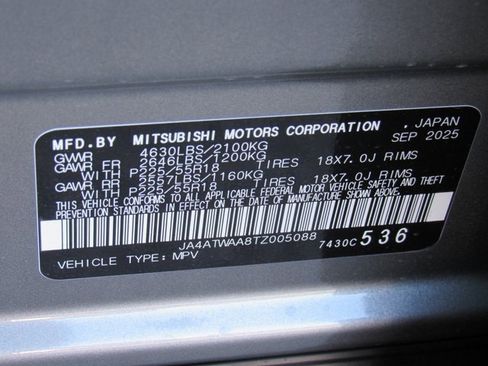 MFD.BY MITSUBISHI MOTORS CORPORATION , JAPAN
GVWR 4630LBS/2100KG SEP 2025
GAWR FR 2646LBS/1200KG
WITH P225/55R18 TIRES 18X7.0J RIMS
GAWR RR 2557LBS/1160KG
WITH P225/55R18 TIRES 18X7.0J RIMS
THIS VEHICLE CONFORMS TO ALL APPLICABLE FEDERAL MOTOR VEHICLE SAFETY AND THEFT
PREVENTION STANDARDS IN EFFECT ON THE DATE OF MANUFACTURE SHOWN ABOVE.
JA4ATWAA8TZ005088 7430C 536
VEHICLE TYPE: MPV